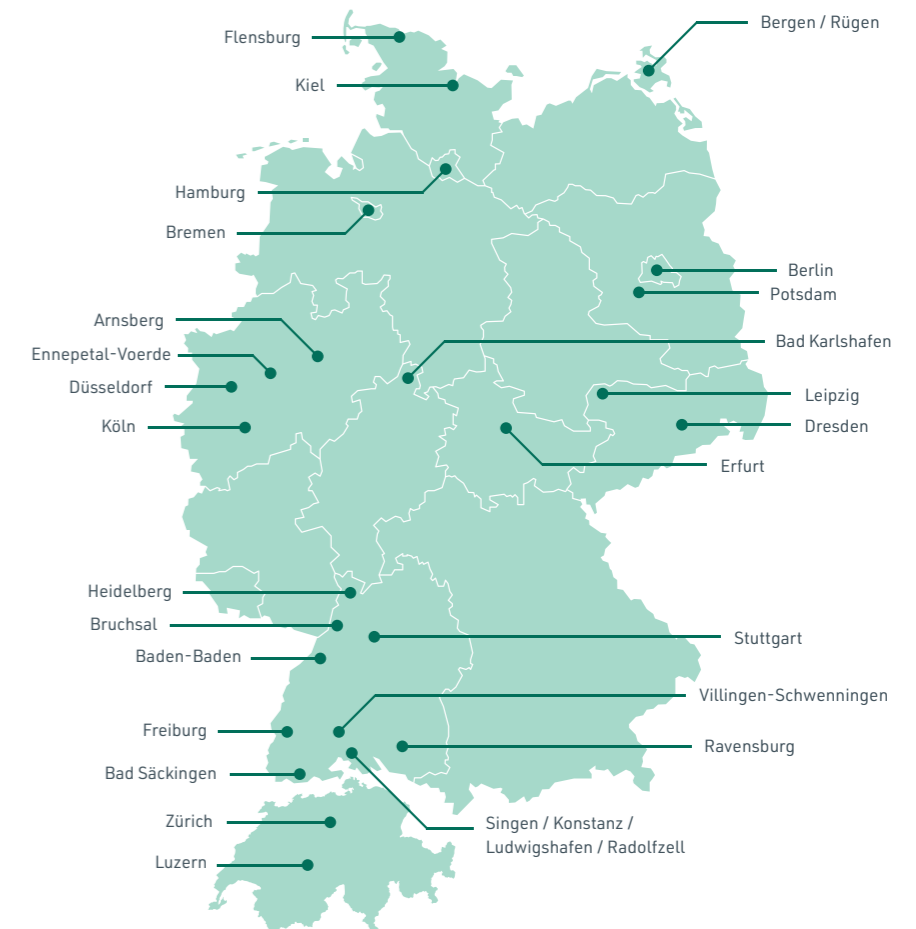 Bergen / Rügen
Flensburg
Kiel
Hamburg
Bremen
Berlin
Potsdam
Arnsberg
Bad Karlshafen
Ennepetal-Voerde
Düsseldorf
Leipzig
Köln
Dresden
Erfurt
Heidelberg
Bruchsal
Stuttgart
Baden-Baden
Villingen-Schwenningen
Freiburg
Ravensburg
Bad Säckingen
Zürich
Singen / Konstanz /
Ludwigshafen / Radolfzell
Luzern